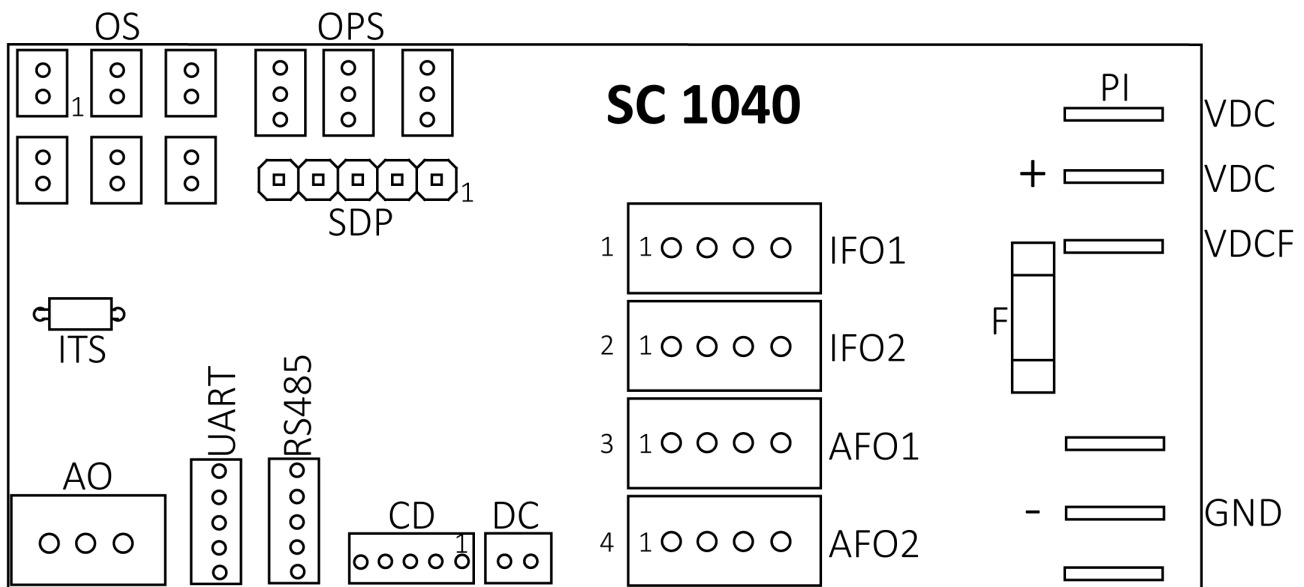 OS
OPS
1
SC 1040
PI
VDC
+
VDC
1
SDP
VDCF
1
1
IFO1
F
ITS
2
1
IFO2
UART
RS485
3
1
AFO1
AO
CD
DC
1
-
GND
4
1
AFO2